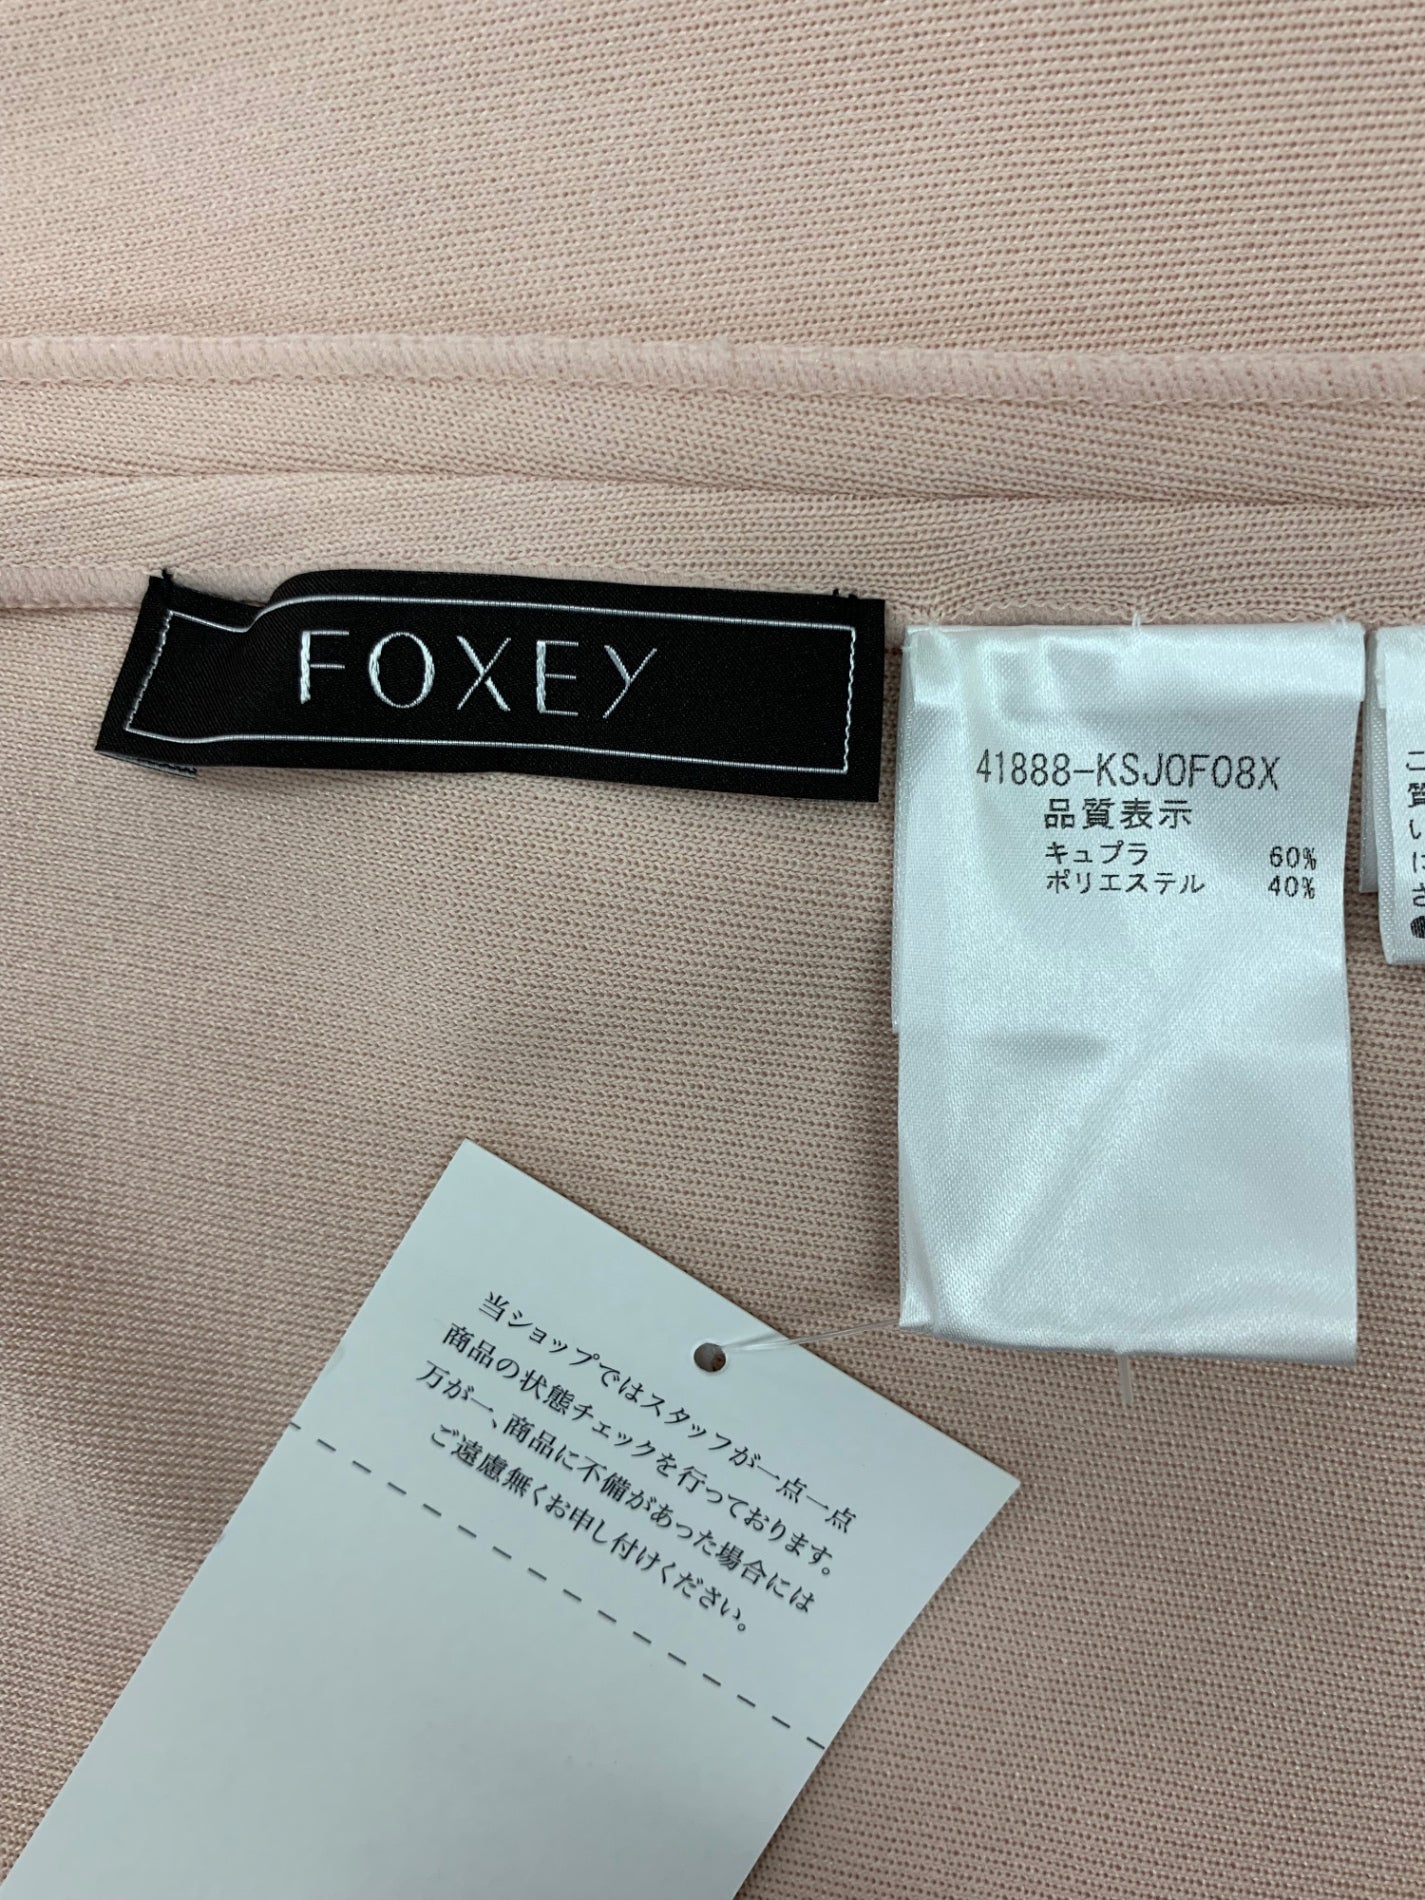 FOXEY
41888-KSJ0F08X
品質表示
キュプラ 60%
ポリエステル 40%
質
い
は
さ
当ショップではスタッフが一点一点
商品の状態チェックを行っております。
万が一、商品に不備があった場合には
ご遠慮無くお申し付けください。